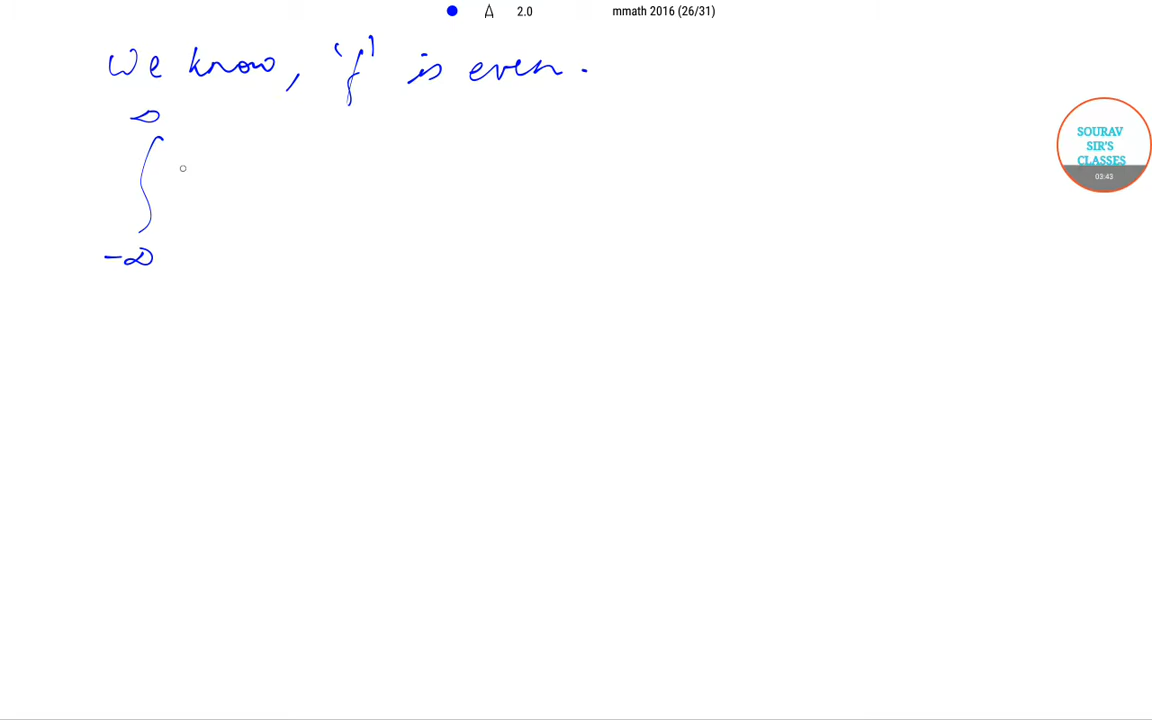 A 2.0 mmath 2016 (26/31)
We know, 'f' is even.
∞
∫
-∞
SOURAV
SIR'S
CLASSES
03:43